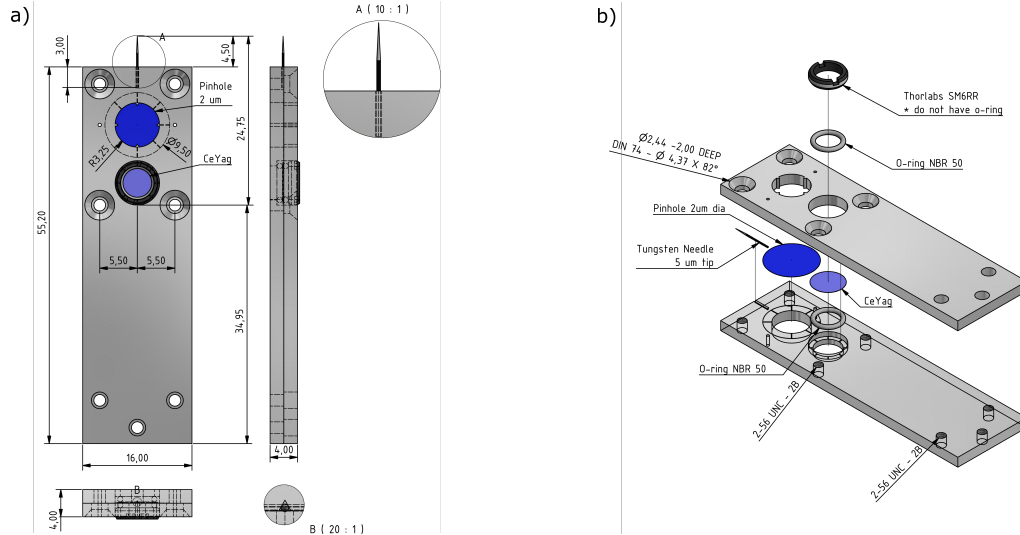 a)
A ( 10 : 1 )
3,00
A
4,50
Pinhole
2 um
24,75
R3,25
Ø9,50
CeYag
55,20
5,50
5,50
34,95
16,00
4,00
B
4,00
B ( 20 : 1 )
b)
Thorlabs SM6RR
* do not have o-ring
Ø2,44 -2,00 DEEP
DIN 74 - Ø 4,37 X 82°
O-ring NBR 50
Pinhole 2um dia
Tungsten Needle
5 um tip
CeYag
O-ring NBR 50
2-56 UNC - 2B
2-56 UNC - 2B